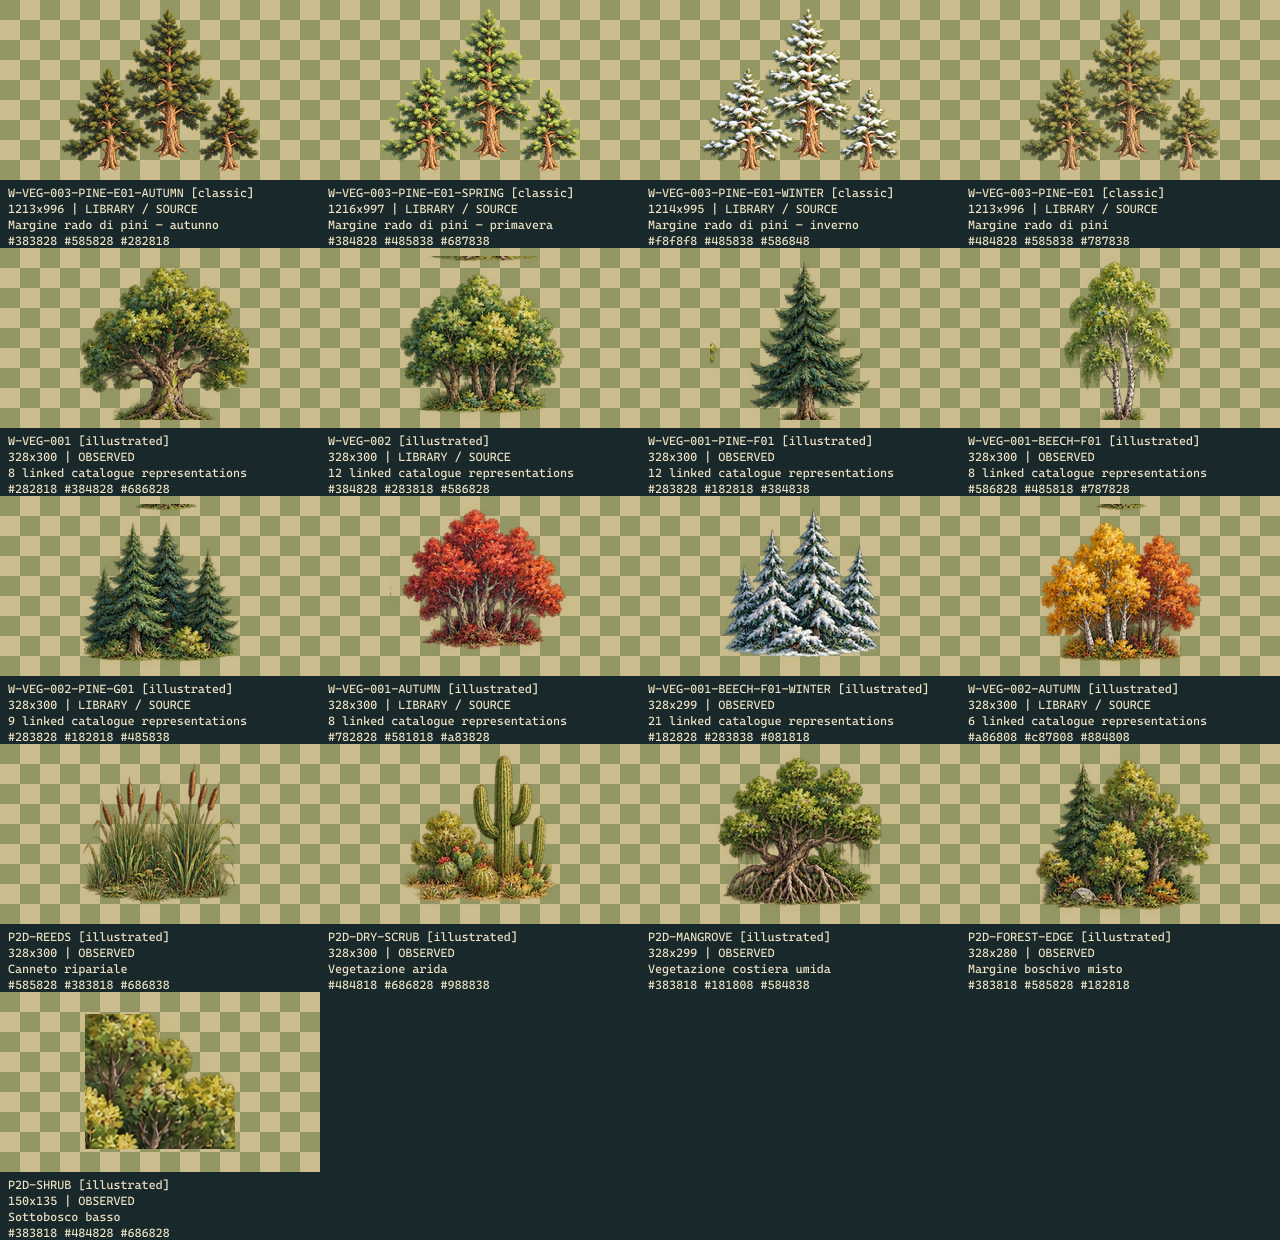 W-VEG-003-PINE-E01-AUTUMN [classic]
1213x996 | LIBRARY / SOURCE
Margine rado di pini — autunno
#383828 #585828 #282818
W-VEG-003-PINE-E01-SPRING [classic]
1216x997 | LIBRARY / SOURCE
Margine rado di pini — primavera
#384828 #485838 #687838
W-VEG-003-PINE-E01-WINTER [classic]
1214x995 | LIBRARY / SOURCE
Margine rado di pini — inverno
#f8f8f8 #485838 #586848
W-VEG-003-PINE-E01 [classic]
1213x996 | LIBRARY / SOURCE
Margine rado di pini
#484828 #585838 #787838
W-VEG-001 [illustrated]
328x300 | OBSERVED
8 linked catalogue representations
#282818 #384828 #686828
W-VEG-002 [illustrated]
328x300 | LIBRARY / SOURCE
12 linked catalogue representations
#384828 #283818 #586828
W-VEG-001-PINE-F01 [illustrated]
328x300 | OBSERVED
12 linked catalogue representations
#283828 #182818 #384838
W-VEG-001-BEECH-F01 [illustrated]
328x300 | OBSERVED
8 linked catalogue representations
#586828 #485818 #787828
W-VEG-002-PINE-G01 [illustrated]
328x300 | LIBRARY / SOURCE
9 linked catalogue representations
#283828 #182818 #485838
W-VEG-001-AUTUMN [illustrated]
328x300 | LIBRARY / SOURCE
8 linked catalogue representations
#782828 #581818 #a83828
W-VEG-001-BEECH-F01-WINTER [illustrated]
328x299 | OBSERVED
21 linked catalogue representations
#182828 #283838 #081818
W-VEG-002-AUTUMN [illustrated]
328x300 | LIBRARY / SOURCE
6 linked catalogue representations
#a86808 #c87808 #884808
P2D-REEDS [illustrated]
328x300 | OBSERVED
Canneto ripariale
#585828 #383818 #686838
P2D-DRY-SCRUB [illustrated]
328x300 | OBSERVED
Vegetazione arida
#484818 #686828 #988838
P2D-MANGROVE [illustrated]
328x299 | OBSERVED
Vegetazione costiera umida
#383818 #181808 #584838
P2D-FOREST-EDGE [illustrated]
328x280 | OBSERVED
Margine boschivo misto
#383818 #585828 #182818
P2D-SHRUB [illustrated]
150x135 | OBSERVED
Sottobosco basso
#383818 #484828 #686828